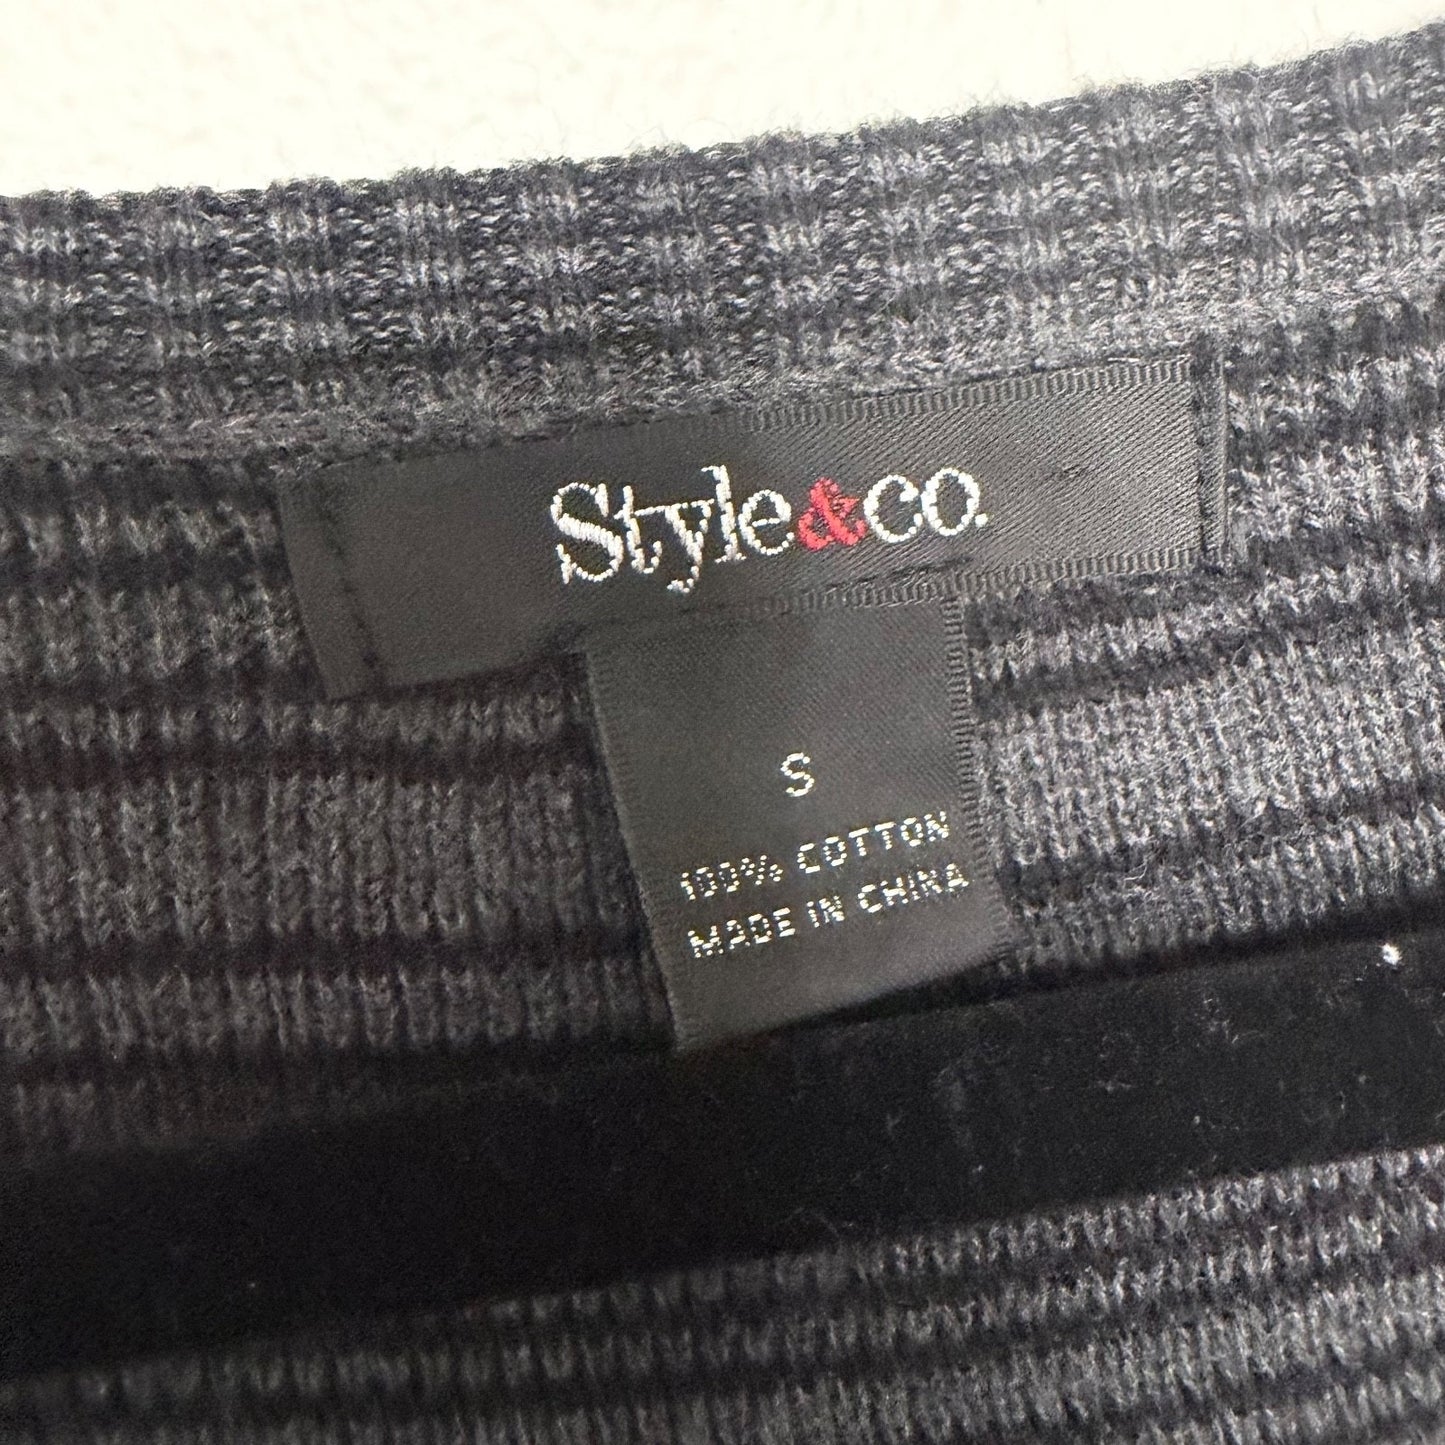 Style&co.
S
100% COTTON
MADE IN CHINA